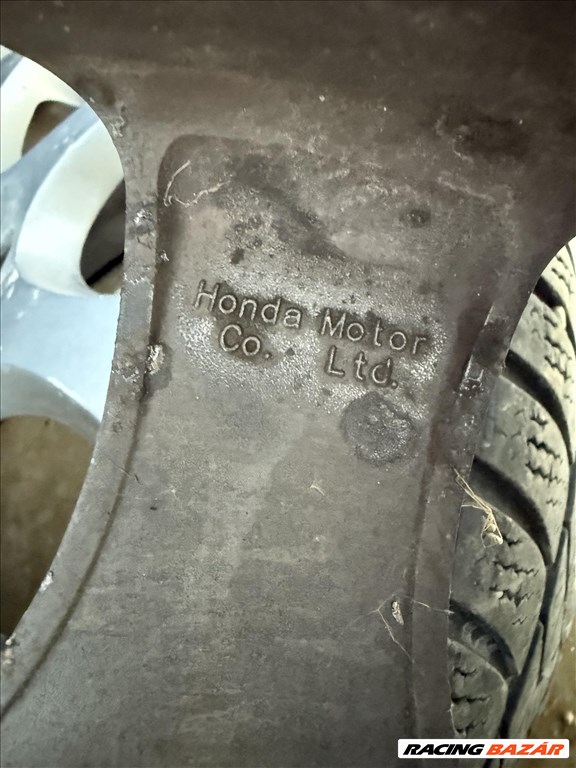 Honda Motor
Co. Ltd.
RACING BAZÁR